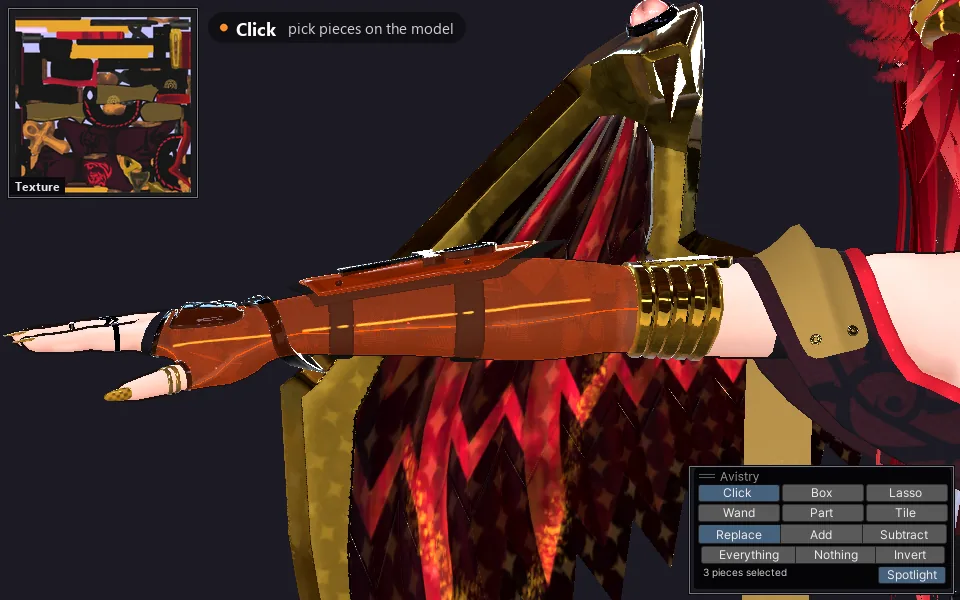 Click pick pieces on the model
Texture
Avistry
Click Box Lasso
Wand Part Tile
Replace Add Subtract
Everything Nothing Invert
3 pieces selected Spotlight